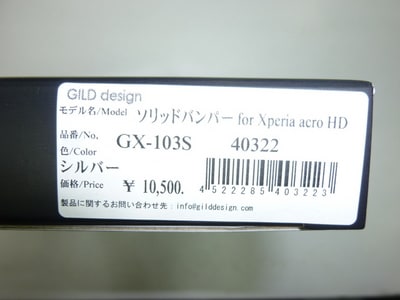 GILD design
モデル名/Model ソリッドバンパー for Xperia acro HD
品番/No. GX-103S 40322
色/Color
シルバー
価格/Price ¥ 10,500.
4 522285 403223
製品に関するお問い合わせ先：info@gilddesign.com